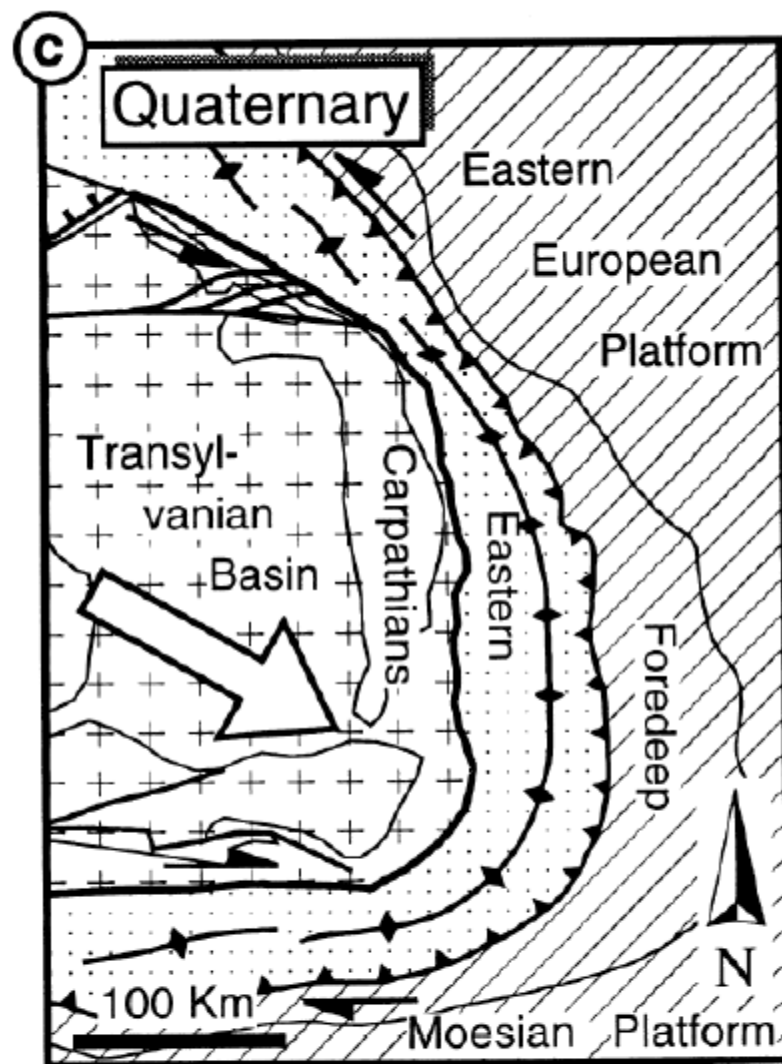 c
Quaternary
Eastern
European
Platform
Transyl-
vanian
Basin
Carpathians
Eastern
Foredeep
N
100 Km
Moesian Platform